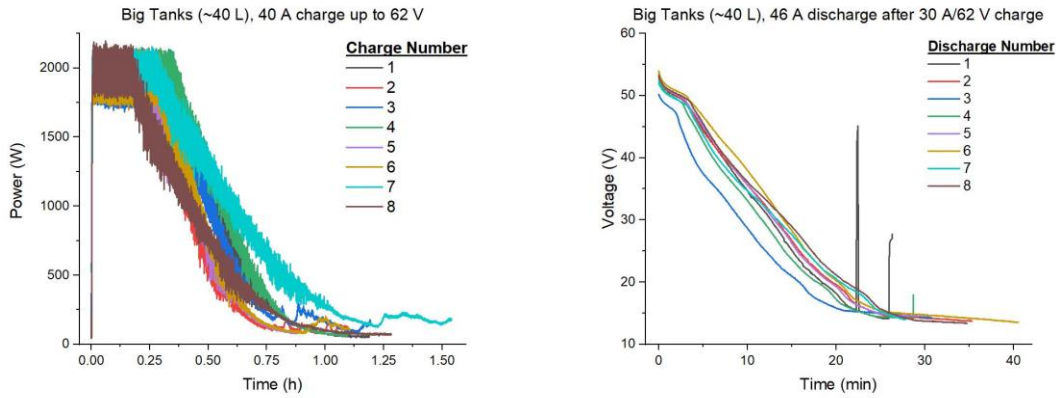 Big Tanks (~40 L), 40 A charge up to 62 V
Power (W)
2000
1500
1000
500
0
0.00 0.25 0.50 0.75 1.00 1.25 1.50
Time (h)
Charge Number
1
2
3
4
5
6
7
8
Big Tanks (~40 L), 46 A discharge after 30 A/62 V charge
Voltage (V)
60
50
40
30
20
10
0 10 20 30 40
Time (min)
Discharge Number
1
2
3
4
5
6
7
8